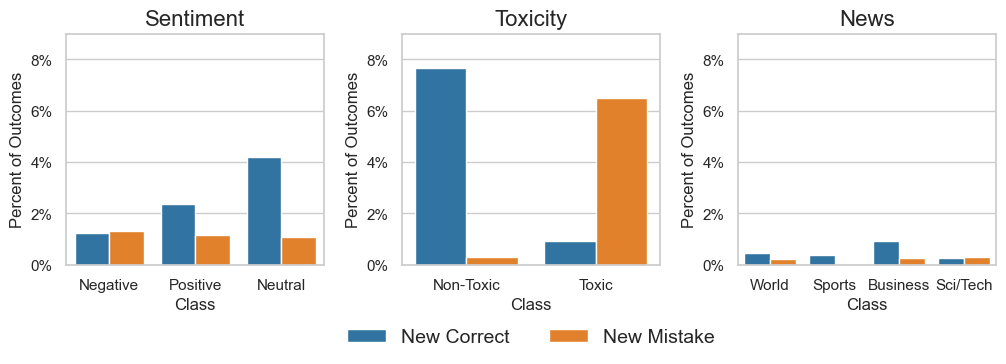 Sentiment
Percent of Outcomes
8%
6%
4%
2%
0%
Negative Positive Neutral
Class
Toxicity
Percent of Outcomes
8%
6%
4%
2%
0%
Non-Toxic Toxic
Class
News
Percent of Outcomes
8%
6%
4%
2%
0%
World Sports Business Sci/Tech
Class
New Correct New Mistake